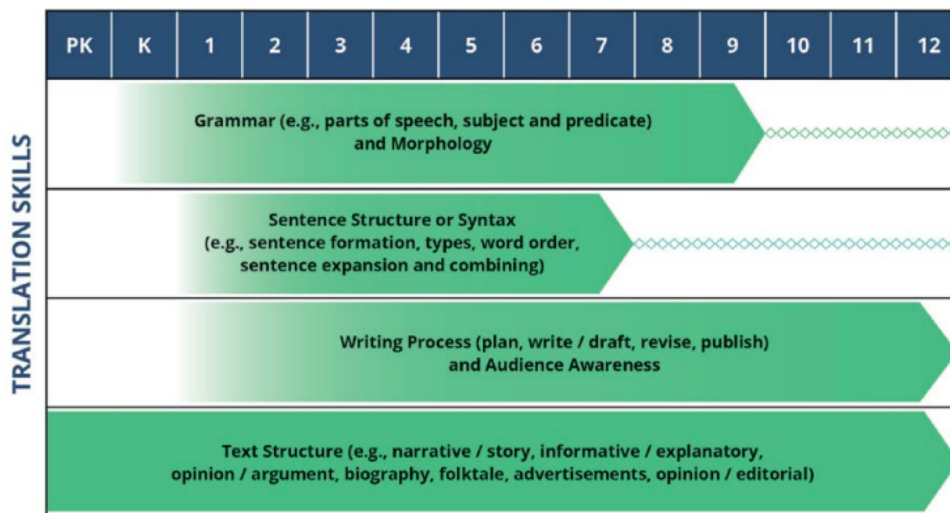 PK K 1 2 3 4 5 6 7 8 9 10 11 12
TRANSLATION SKILLS
Grammar (e.g., parts of speech, subject and predicate)
and Morphology
Sentence Structure or Syntax
(e.g., sentence formation, types, word order,
sentence expansion and combining)
Writing Process (plan, write / draft, revise, publish)
and Audience Awareness
Text Structure (e.g., narrative / story, informative / explanatory,
opinion / argument, biography, folktale, advertisements, opinion / editorial)